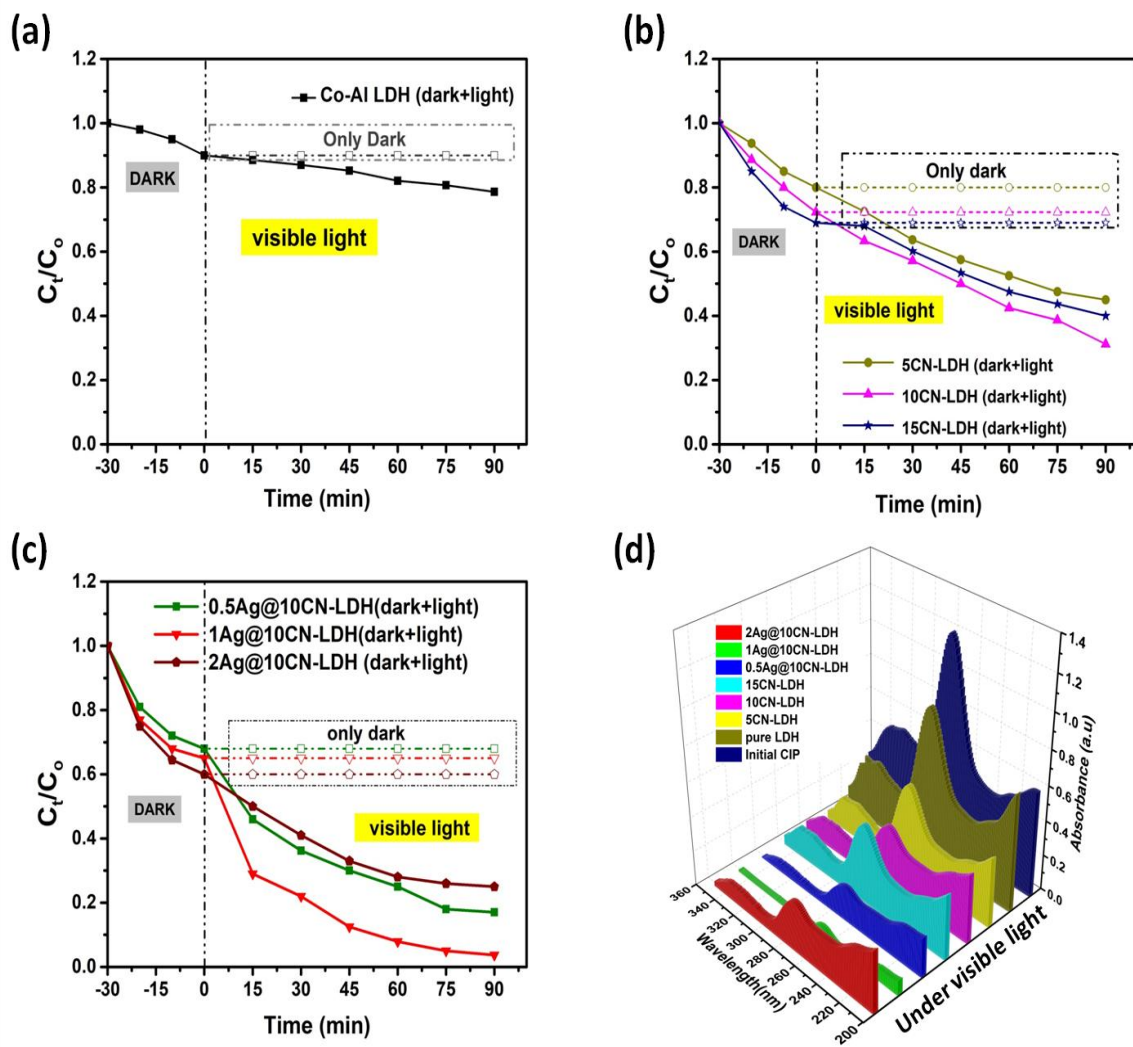 (a)
1.2
1.0
0.8
0.6
0.4
0.2
0.0
Ct/Co
-30 -15 0 15 30 45 60 75 90
Time (min)
Co-Al LDH (dark+light)
Only Dark
DARK
visible light
(b)
1.2
1.0
0.8
0.6
0.4
0.2
0.0
Ct/Co
-30 -15 0 15 30 45 60 75 90
Time (min)
Only dark
DARK
visible light
5CN-LDH (dark+light
10CN-LDH (dark+light)
15CN-LDH (dark+light)
(c)
1.2
1.0
0.8
0.6
0.4
0.2
0.0
Ct/Co
-30 -15 0 15 30 45 60 75 90
Time (min)
0.5Ag@10CN-LDH(dark+light)
1Ag@10CN-LDH(dark+light)
2Ag@10CN-LDH (dark+light)
only dark
DARK
visible light
(d)
2Ag@10CN-LDH
1Ag@10CN-LDH
0.5Ag@10CN-LDH
15CN-LDH
10CN-LDH
5CN-LDH
pure LDH
Initial CIP
1.4
1.2
1.0
0.8
0.6
0.4
0.2
0.0
Absorbance (a.u)
360 340 320 300 280 260 240 220 200
Wavelength(nm)
Under visible light